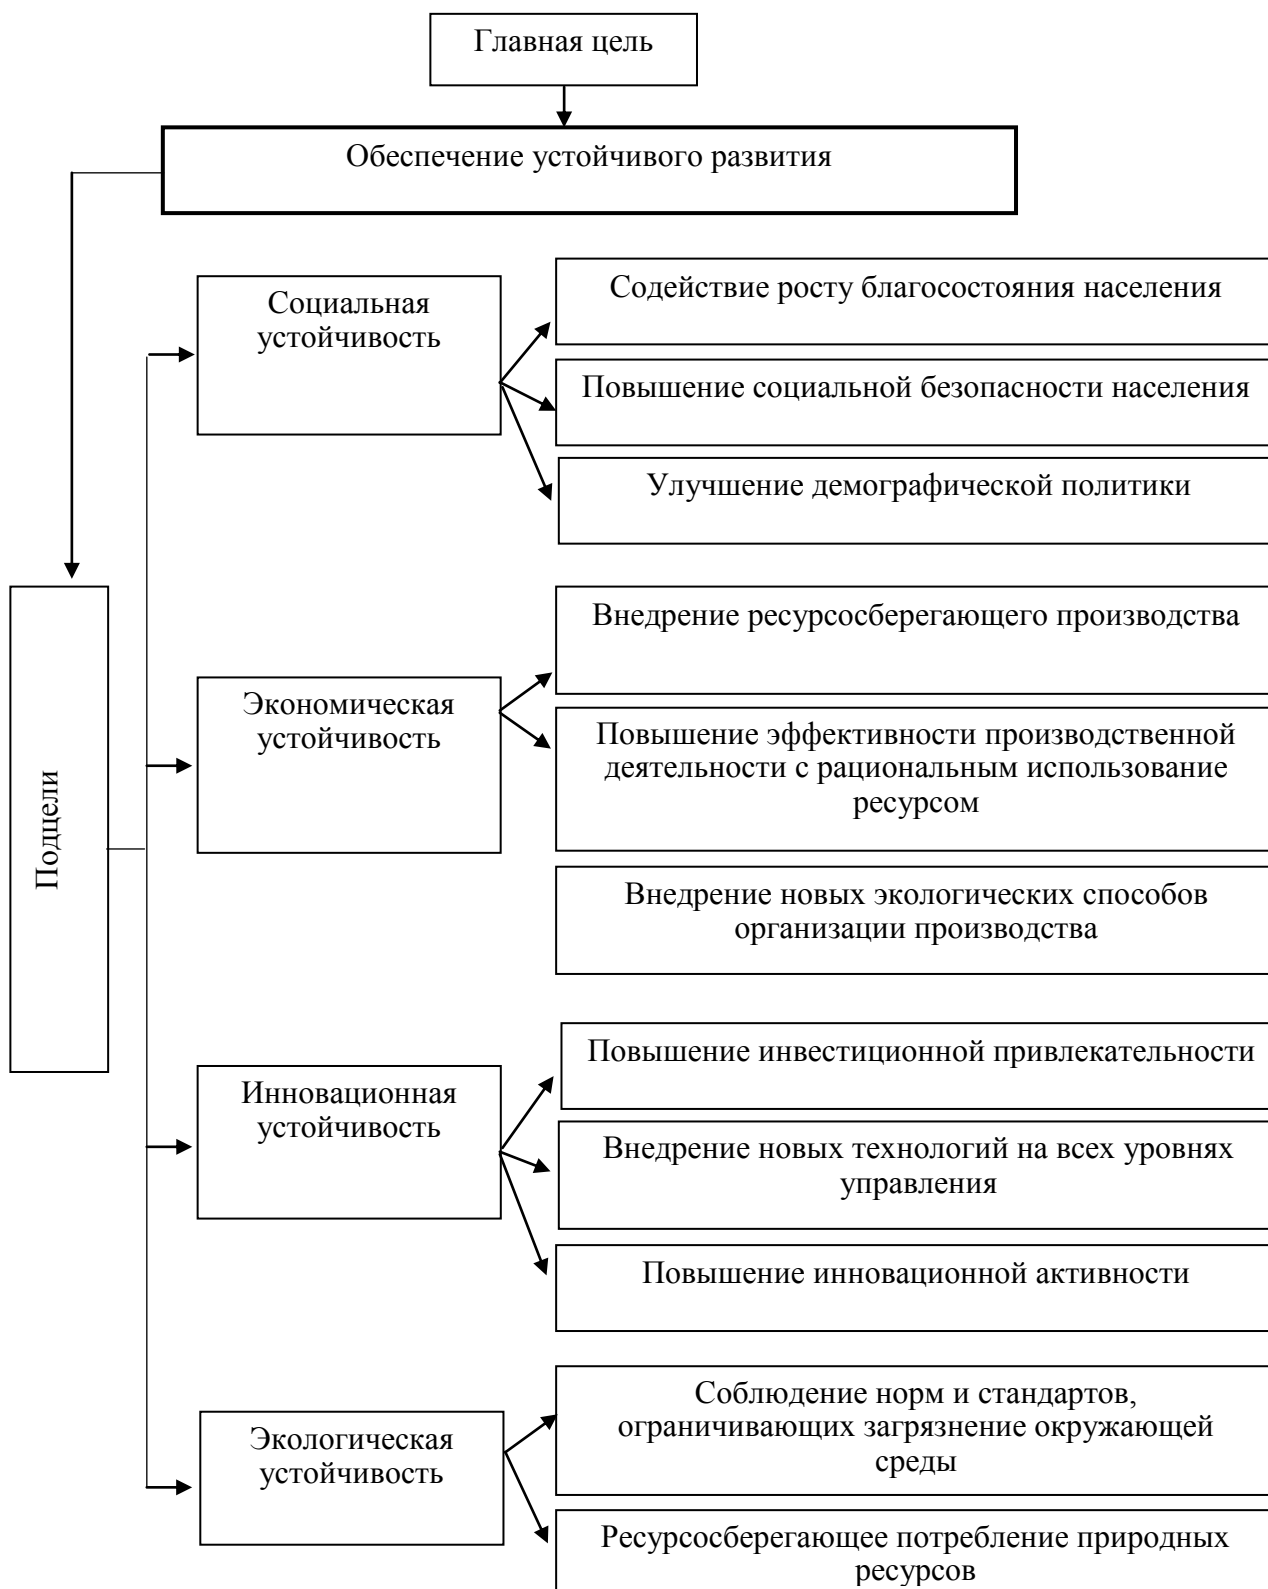 Главная цель
Обеспечение устойчивого развития
Подцели
Социальная
устойчивость
Содействие росту благосостояния населения
Повышение социальной безопасности населения
Улучшение демографической политики
Экономическая
устойчивость
Внедрение ресурсосберегающего производства
Повышение эффективности производственной
деятельности с рациональным использование
ресурсом
Внедрение новых экологических способов
организации производства
Инновационная
устойчивость
Повышение инвестиционной привлекательности
Внедрение новых технологий на всех уровнях
управления
Повышение инновационной активности
Экологическая
устойчивость
Соблюдение норм и стандартов,
ограничивающих загрязнение окружающей
среды
Ресурсосберегающее потребление природных
ресурсов